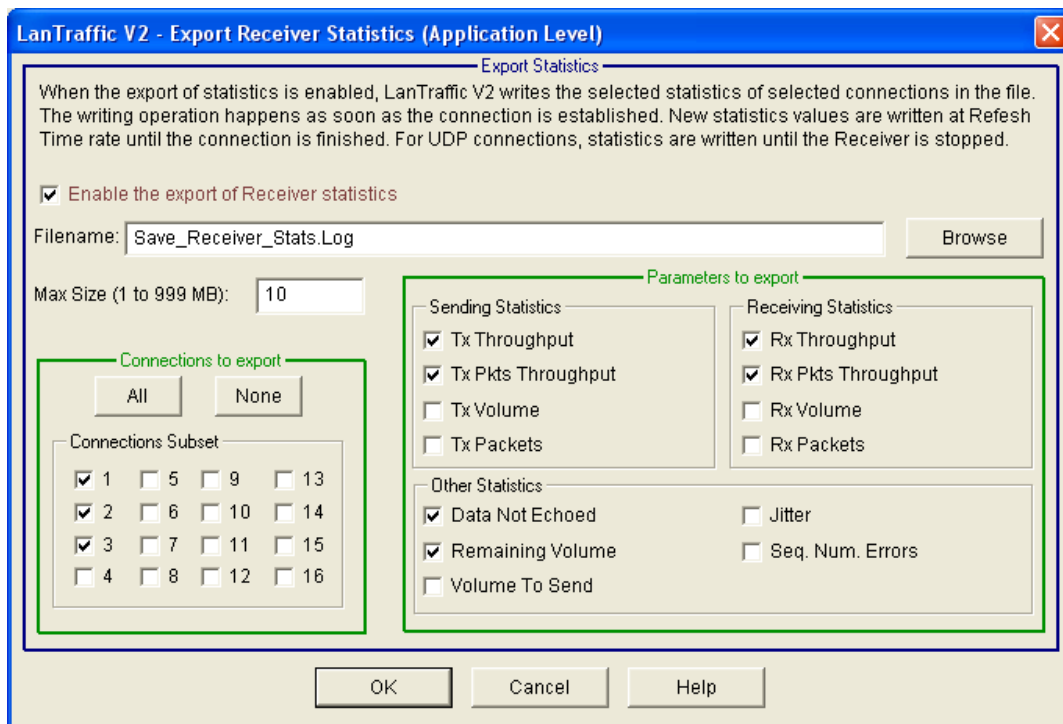 LanTraffic V2 - Export Receiver Statistics (Application Level)
Export Statistics
When the export of statistics is enabled, LanTraffic V2 writes the selected statistics of selected connections in the file.
The writing operation happens as soon as the connection is established. New statistics values are written at Refesh
Time rate until the connection is finished. For UDP connections, statistics are written until the Receiver is stopped.
Enable the export of Receiver statistics
Filename: Save_Receiver_Stats.Log Browse
Max Size (1 to 999 MB): 10
Connections to export
All None
Connections Subset
1 5 9 13
2 6 10 14
3 7 11 15
4 8 12 16
Parameters to export
Sending Statistics
Tx Throughput
Tx Pkts Throughput
Tx Volume
Tx Packets
Receiving Statistics
Rx Throughput
Rx Pkts Throughput
Rx Volume
Rx Packets
Other Statistics
Data Not Echoed
Remaining Volume
Volume To Send
Jitter
Seq. Num. Errors
OK Cancel Help